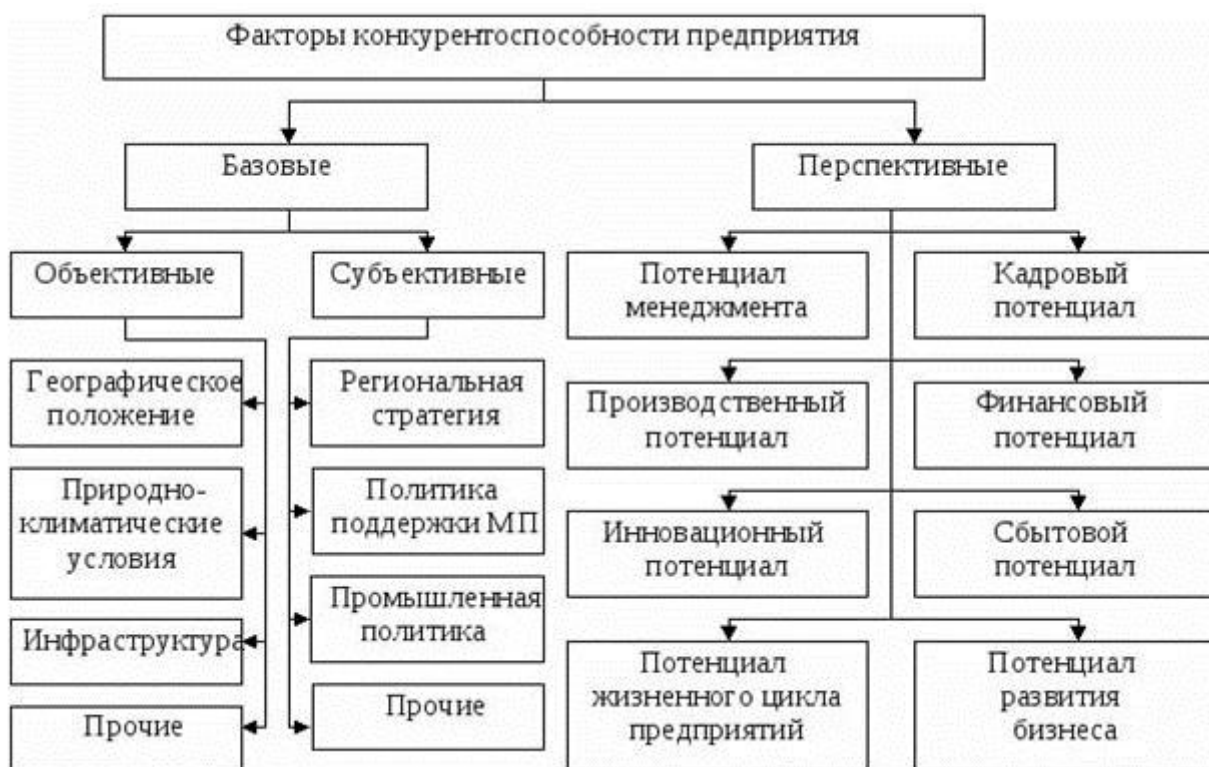 Факторы конкурентоспособности предприятия
Базовые
Перспективные
Объективные
Субъективные
Географическое
положение
Природно-
климатические
условия
Инфраструктура
Прочие
Региональная
стратегия
Политика
поддержки МП
Промышленная
политика
Прочие
Потенциал
менеджмента
Кадровый
потенциал
Производственный
потенциал
Финансовый
потенциал
Инновационный
потенциал
Сбытовой
потенциал
Потенциал
жизненного цикла
предприятий
Потенциал
развития
бизнеса